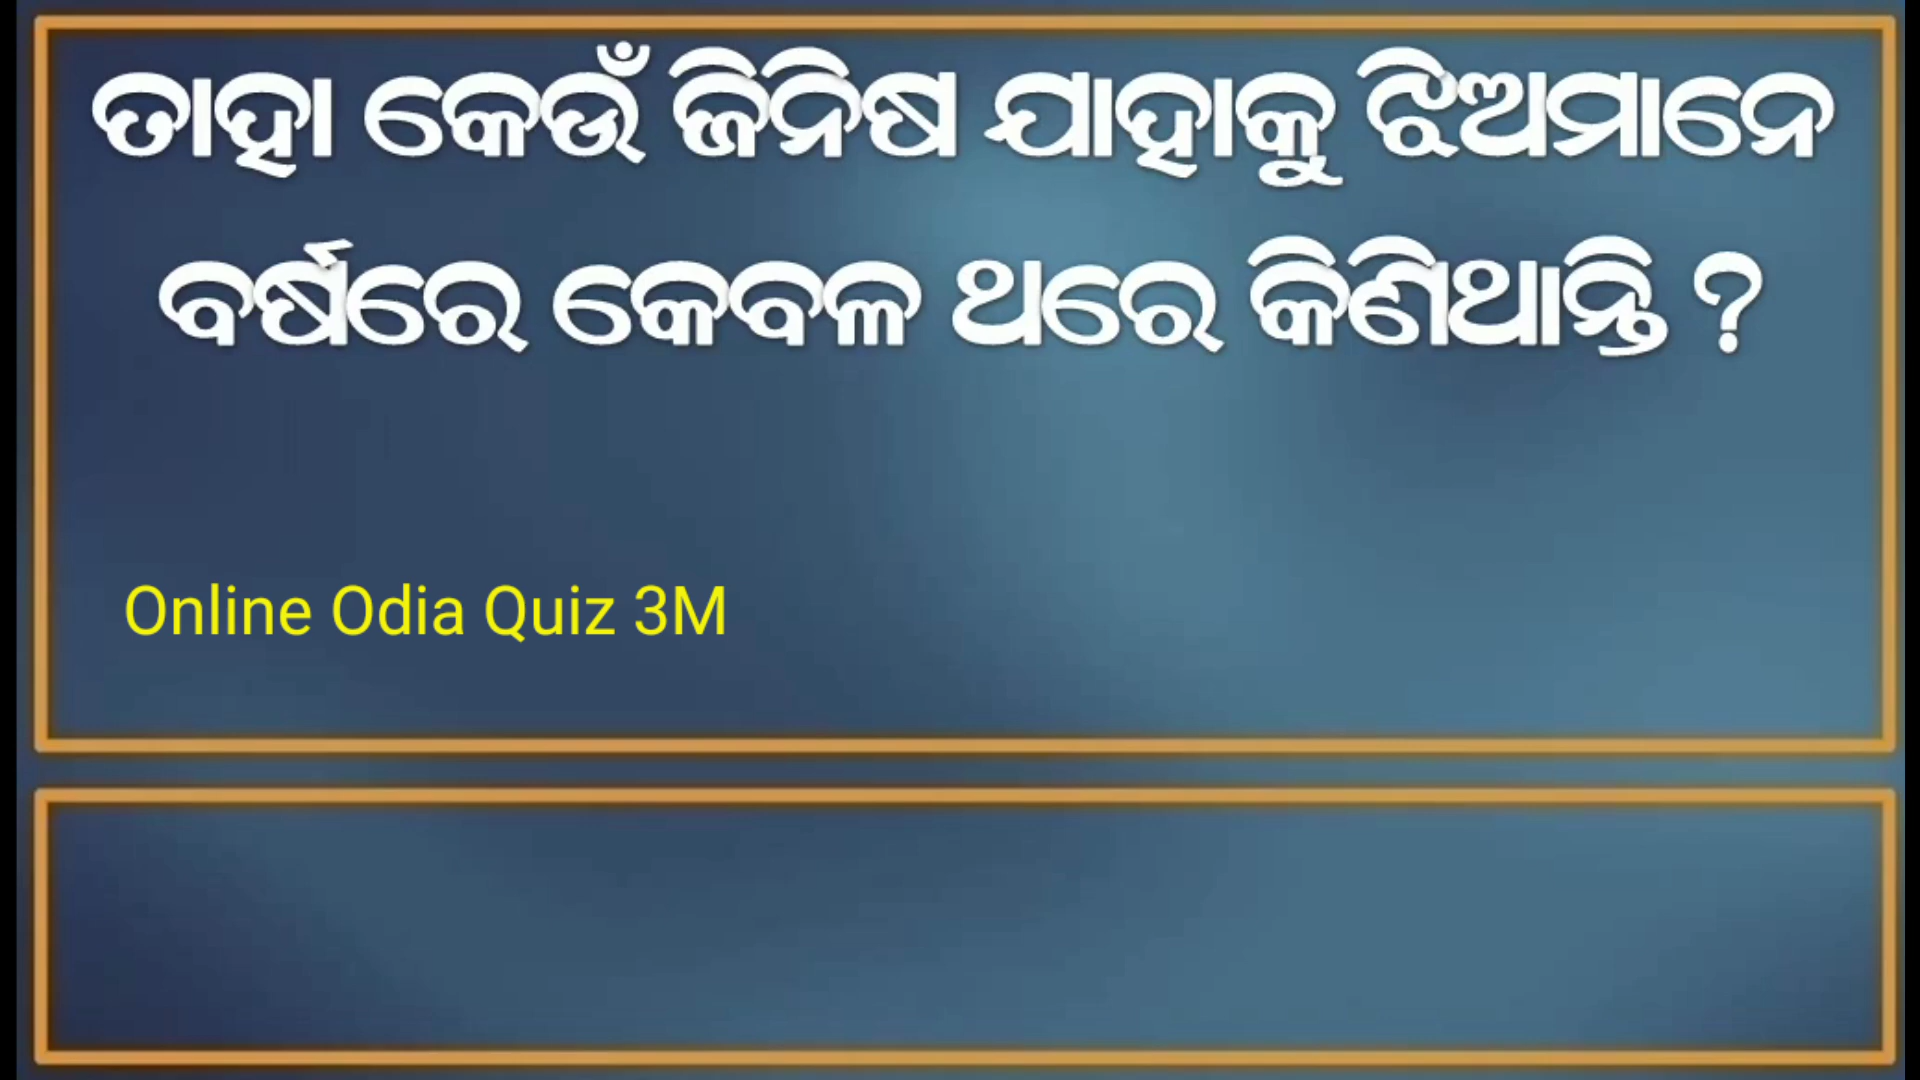 ତାହା କେଉଁ ଜିନିଷ ଯାହାକୁ ଝିଅମାନେ
ବର୍ଷରେ କେବଳ ଥରେ କିଣିଥାନ୍ତି ?
Online Odia Quiz 3M